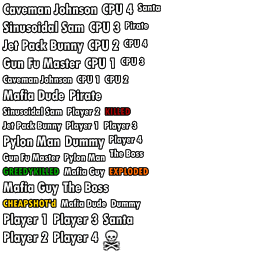 Caveman Johnson CPU 4 Santa
Sinusoidal Sam CPU 3 Pirate
Jet Pack Bunny CPU 2 CPU 4
Gun Fu Master CPU 1 CPU 3
Caveman Johnson CPU 1 CPU 2
Mafia Dude Pirate
Sinusoidal Sam Player 2 KILLED
Jet Pack Bunny Player 1 Player 3
Pylon Man Dummy Player 4
Gun Fu Master Pylon Man The Boss
GREEDYKILLED Mafia Guy EXPLODED
Mafia Guy The Boss
CHEAPSHOT'd Mafia Dude Dummy
Player 1 Player 3 Santa
Player 2 Player 4